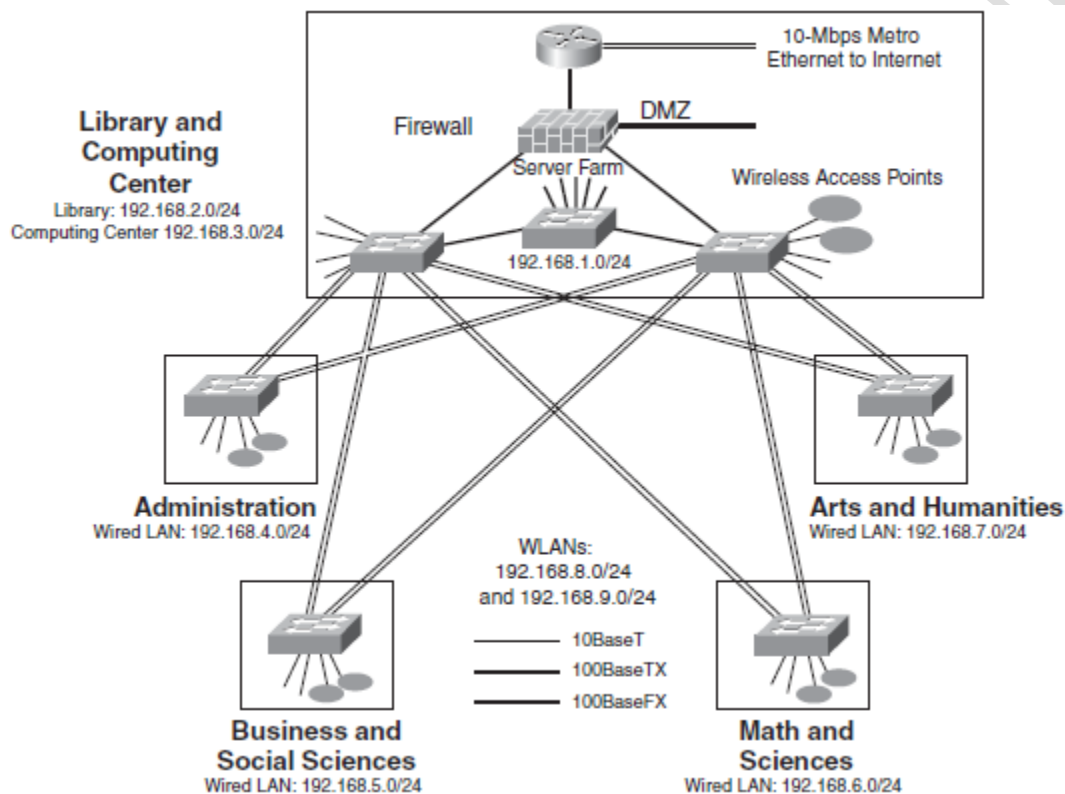 10-Mbps Metro
Ethernet to Internet
DMZ
Firewall
Library and
Computing
Center
Library: 192.168.2.0/24
Computing Center 192.168.3.0/24
Server Farm
Wireless Access Points
192.168.1.0/24
Administration
Wired LAN: 192.168.4.0/24
Arts and Humanities
Wired LAN: 192.168.7.0/24
WLANs:
192.168.8.0/24
and 192.168.9.0/24
10BaseT
100BaseTX
100BaseFX
Business and
Social Sciences
Wired LAN: 192.168.5.0/24
Math and
Sciences
Wired LAN: 192.168.6.0/24